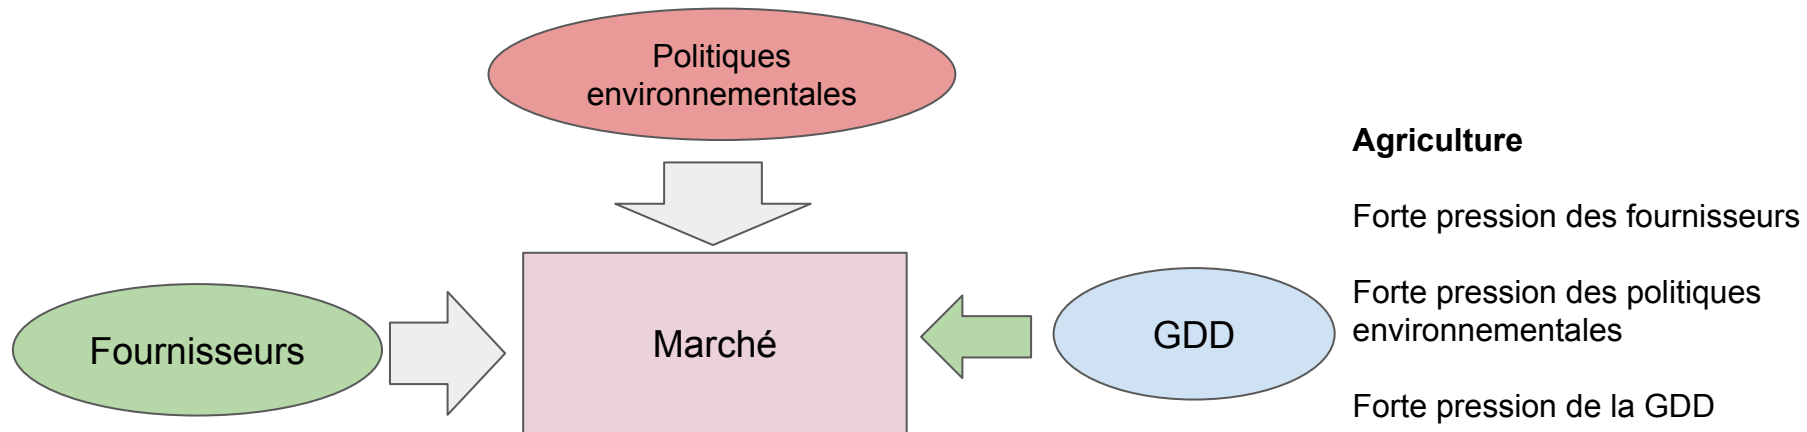 Politiques
environnementales
Fournisseurs
Marché
GDD
Agriculture
Forte pression des fournisseurs
Forte pression des politiques
environnementales
Forte pression de la GDD